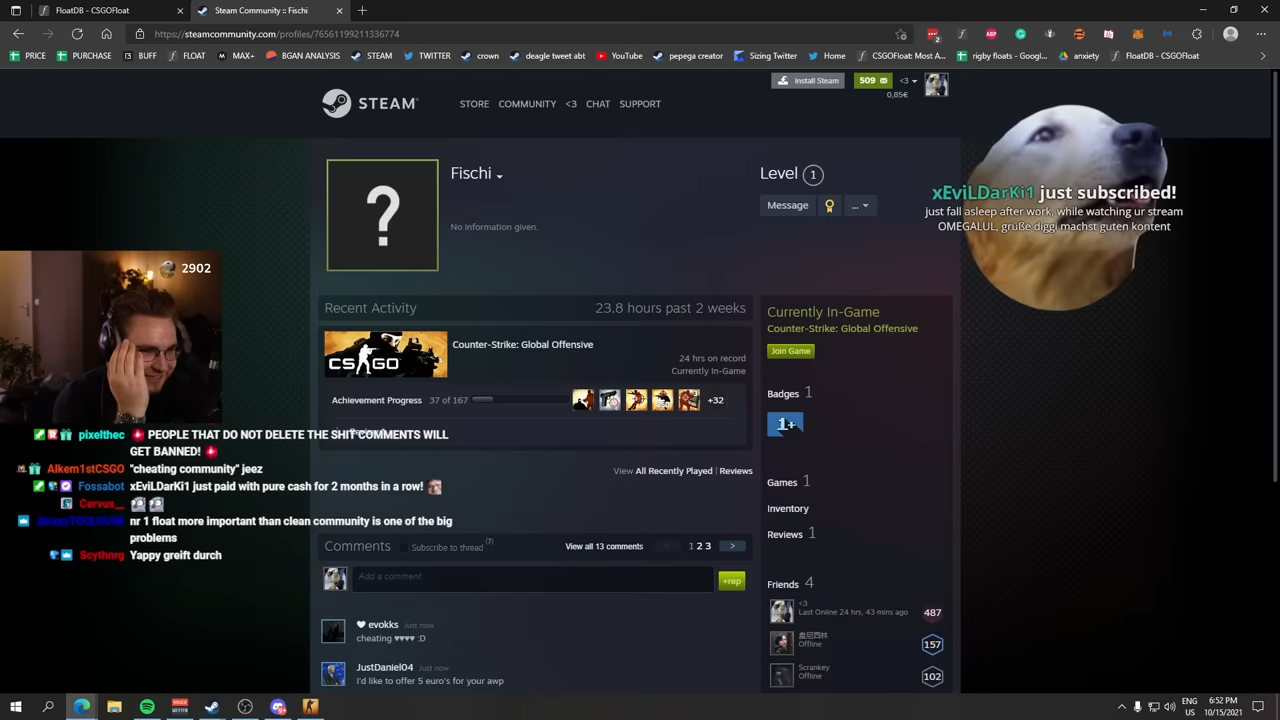 FloatDB - CSGOFloat
Steam Community :: Fischi
https://steamcommunity.com/profiles/76561199211336774
PRICE PURCHASE BUFF FLOAT MAX+ BGAN ANALYSIS STEAM TWITTER crown deagle tweet abt YouTube pepega creator Sizing Twitter Home CSGOFloat: Most A... rigby floats - Googl... anxiety FloatDB - CSGOFloat
Install Steam 509 <3
0,85€
STEAM
STORE COMMUNITY <3 CHAT SUPPORT
?
Fischi
No information given.
Level 1
Message ...
xEviLDarKi1 just subscribed!
just fall asleep after work, while watching ur stream
OMEGALUL, gruße diggi machst guten kontent
2902
Recent Activity 23.8 hours past 2 weeks
CS GO
Counter-Strike: Global Offensive
24 hrs on record
Currently In-Game
Achievement Progress 37 of 167 +32
View All Recently Played | Reviews
Currently In-Game
Counter-Strike: Global Offensive
Join Game
Badges 1
1+
Games 1
Inventory
Reviews 1
Friends 4
<3
Last Online 24 hrs, 43 mins ago
487
Offline
157
Scrankey
Offline
102
pixelthec PEOPLE THAT DO NOT DELETE THE SHIT COMMENTS WILL
GET BANNED!
Alkem1stCSGO "cheating community" jeez
Fossabot xEviLDarKi1 just paid with pure cash for 2 months in a row!
Cervus__
nr 1 float more important than clean community is one of the big
problems
Scythnrg Yappy greift durch
Comments Subscribe to thread (?) View all 13 comments < 1 2 3 >
Add a comment
+rep
evokks Just now
cheating ♥♥♥♥ :D
JustDaniel04 Just now
I'd like to offer 5 euro's for your awp
ENG
US
6:52 PM
10/15/2021